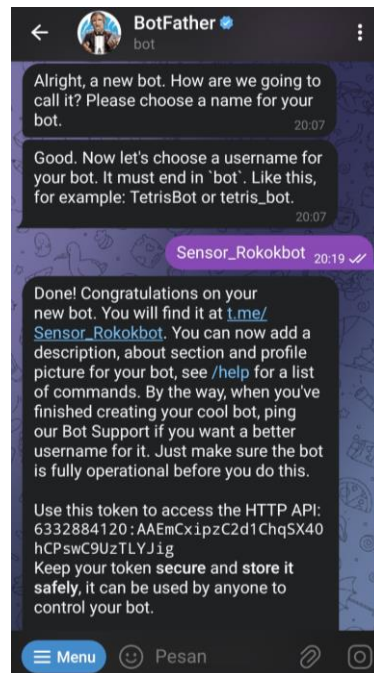 BotFather
bot
Alright, a new bot. How are we going to
call it? Please choose a name for your
bot.
20:07
Good. Now let's choose a username for
your bot. It must end in `bot`. Like this,
for example: TetrisBot or tetris_bot.
20:07
Sensor_Rokokbot 20:19
Done! Congratulations on your
new bot. You will find it at t.me/
Sensor_Rokokbot. You can now add a
description, about section and profile
picture for your bot, see /help for a list
of commands. By the way, when you've
finished creating your cool bot, ping
our Bot Support if you want a better
username for it. Just make sure the bot
is fully operational before you do this.
Use this token to access the HTTP API:
6332884120:AAEmCxipzC2d1ChqSX40
hCPswC9UzTLYJig
Keep your token secure and store it
safely, it can be used by anyone to
control your bot.
Menu
Pesan